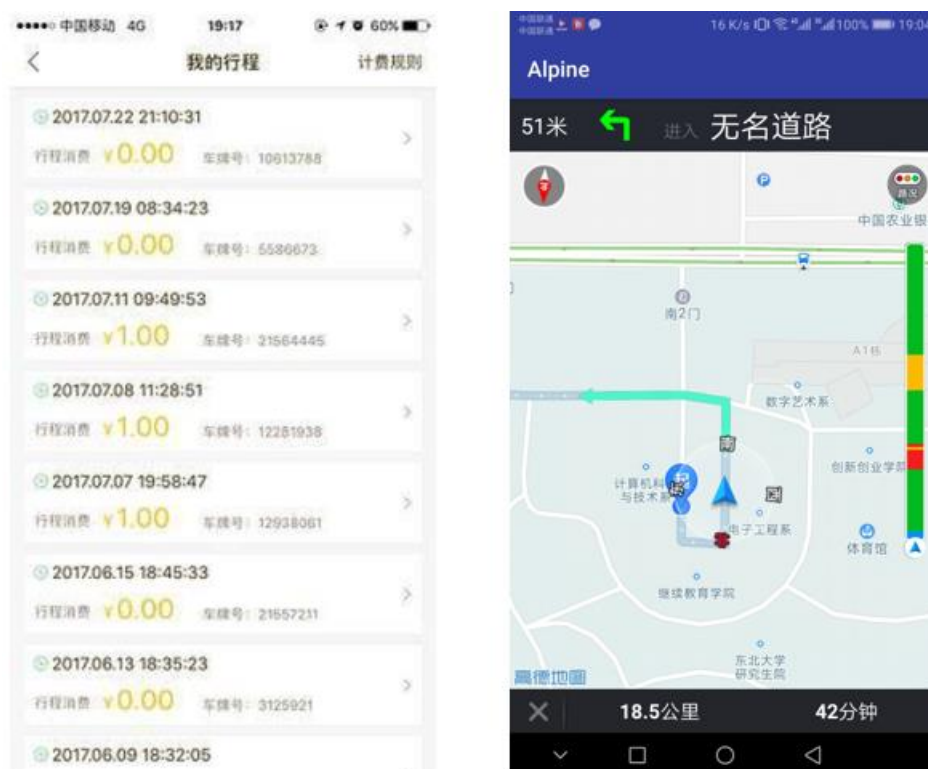 中国移动 4G 19:17 60%
我的行程 计费规则
2017.07.22 21:10:31
行程消费 ¥0.00 车牌号：10613788
2017.07.19 08:34:23
行程消费 ¥0.00 车牌号：5586673
2017.07.11 09:49:53
行程消费 ¥1.00 车牌号：21564445
2017.07.08 11:28:51
行程消费 ¥1.00 车牌号：12281938
2017.07.07 19:58:47
行程消费 ¥1.00 车牌号：12938061
2017.06.15 18:45:33
行程消费 ¥0.00 车牌号：21557211
2017.06.13 18:35:23
行程消费 ¥0.00 车牌号：3125921
2017.06.09 18:32:05
中国联通
中国联通
16 K/s 100% 19:04
Alpine
51米 进入 无名道路
P
路况
中国农业银
南2门
A1栋
数字艺术系
南
创新创业学院
计算机科
与技术系
电子工程系
体育馆
继续教育学院
东北大学
研究生院
高德地图
18.5公里 42分钟